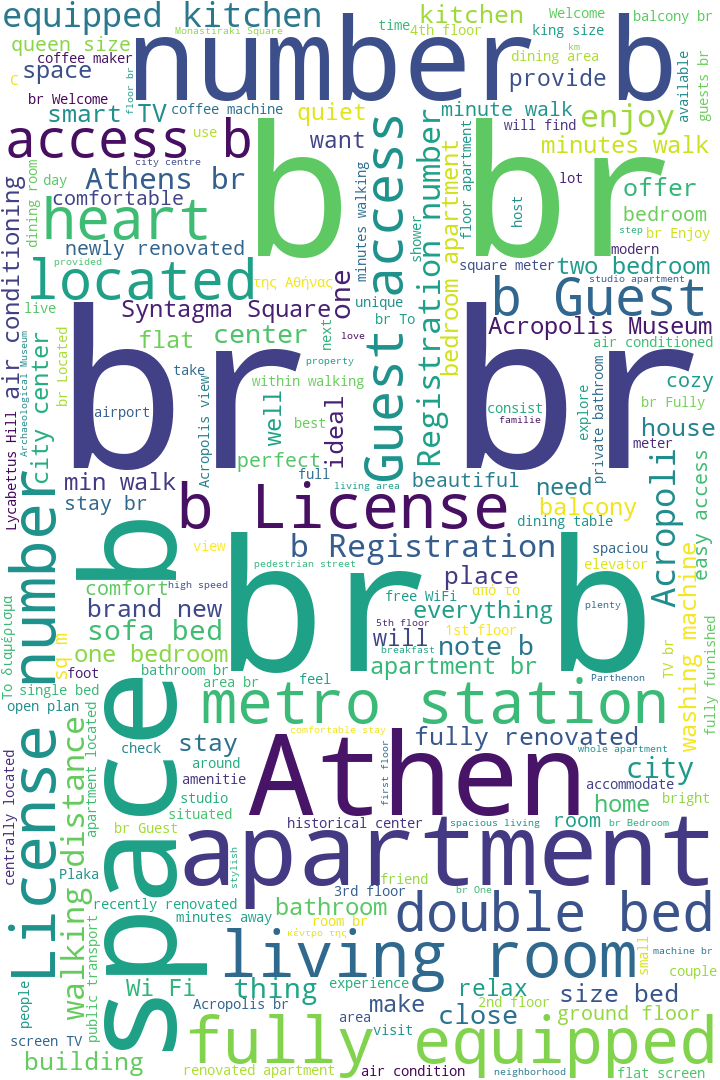 equipped kitchen
kitchen
Welcome
balcony br
queen size
Monastiraki Square
time
4th floor
king size
number b
coffee maker
floor br
dining area
km
available
guests br
c
space
provide
br Welcome
smart TV
coffee machine
quiet
Registration number
minute walk
enjoy
access b
use
want
will find
minutes walk
b
br
city centre
Athens br
day
comfortable
minutes walking
Guest access
shower
bedroom apartment
floor apartment
host
lot
offer
air conditioning
dining room
heart
bedroom
step
br Enjoy
newly renovated
modern
provided
located
της Αθήνας
one
square meter
two bedroom
studio apartment
live
Syntagma Square
unique
br To
b Guest
Acropolis Museum
br Located
Archaeological Museum
flat
center
next
love
air conditioned
br
br
take
property
within walking
airport
Acropolis view
well
best
ideal
consist
familie
explore
private bathroom
cozy
br Fully
city center
Lycabettus Hill
perfect
full
living area
house
meter
min walk
beautiful
need
Acropoli
easy access
stay br
b License
balcony
dining table
number
view
b Registration
spaciou
elevator
pedestrian street
place
br b
washing machine
comfort
high speed
free WiFi
από το
plenty
brand new
everything
Το διαμέρισμα
sofa bed
5th floor
will
1st floor
note b
breakfast
one bedroom
sq m
foot
bathroom br
apartment br
TV br
fully furnished
feel
Parthenon
single bed
area br
open plan
metro station
space b
License
walking distance
apartment located
comfortable stay
check
stay
fully renovated
whole apartment
around
Athen
first floor
city
centrally located
amenitie
accommodate
studio
home
bright
situated
historical center
spacious living
room
br Bedroom
br Guest
apartment
Plaka
stylish
friend
3rd floor
br One
recently renovated
bathroom
double bed
minutes away
room br
κέντρο της
public transport
living room
small
machine br
couple
people
Wi Fi
thing
experience
relax
size bed
Acropolis br
make
2nd floor
ground floor
area
close
screen TV
visit
building
fully equipped
renovated apartment
air condition
neighborhood
flat screen